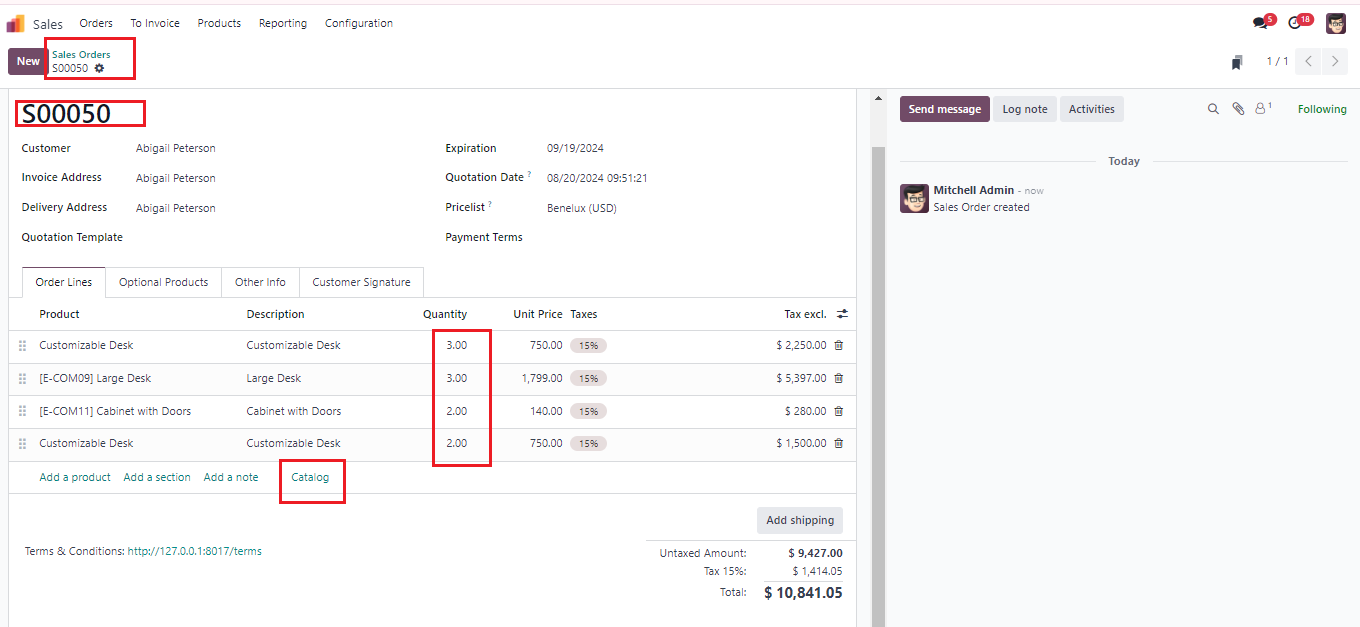 Sales Orders To Invoice Products Reporting Configuration 5 18
New Sales Orders
S00050 1 / 1
S00050
Customer Abigail Peterson Expiration 09/19/2024
Invoice Address Abigail Peterson Quotation Date ? 08/20/2024 09:51:21
Delivery Address Abigail Peterson Pricelist ? Benelux (USD)
Quotation Template Payment Terms
Order Lines Optional Products Other Info Customer Signature
Product Description Quantity Unit Price Taxes Tax excl.
Customizable Desk Customizable Desk 3.00 750.00 15% $ 2,250.00
[E-COM09] Large Desk Large Desk 3.00 1,799.00 15% $ 5,397.00
[E-COM11] Cabinet with Doors Cabinet with Doors 2.00 140.00 15% $ 280.00
Customizable Desk Customizable Desk 2.00 750.00 15% $ 1,500.00
Add a product Add a section Add a note Catalog
Add shipping
Terms & Conditions: http://127.0.0.1:8017/terms
Untaxed Amount: $ 9,427.00
Tax 15%: $ 1,414.05
Total: $ 10,841.05
Send message Log note Activities 1 Following
Today
Mitchell Admin - now
Sales Order created